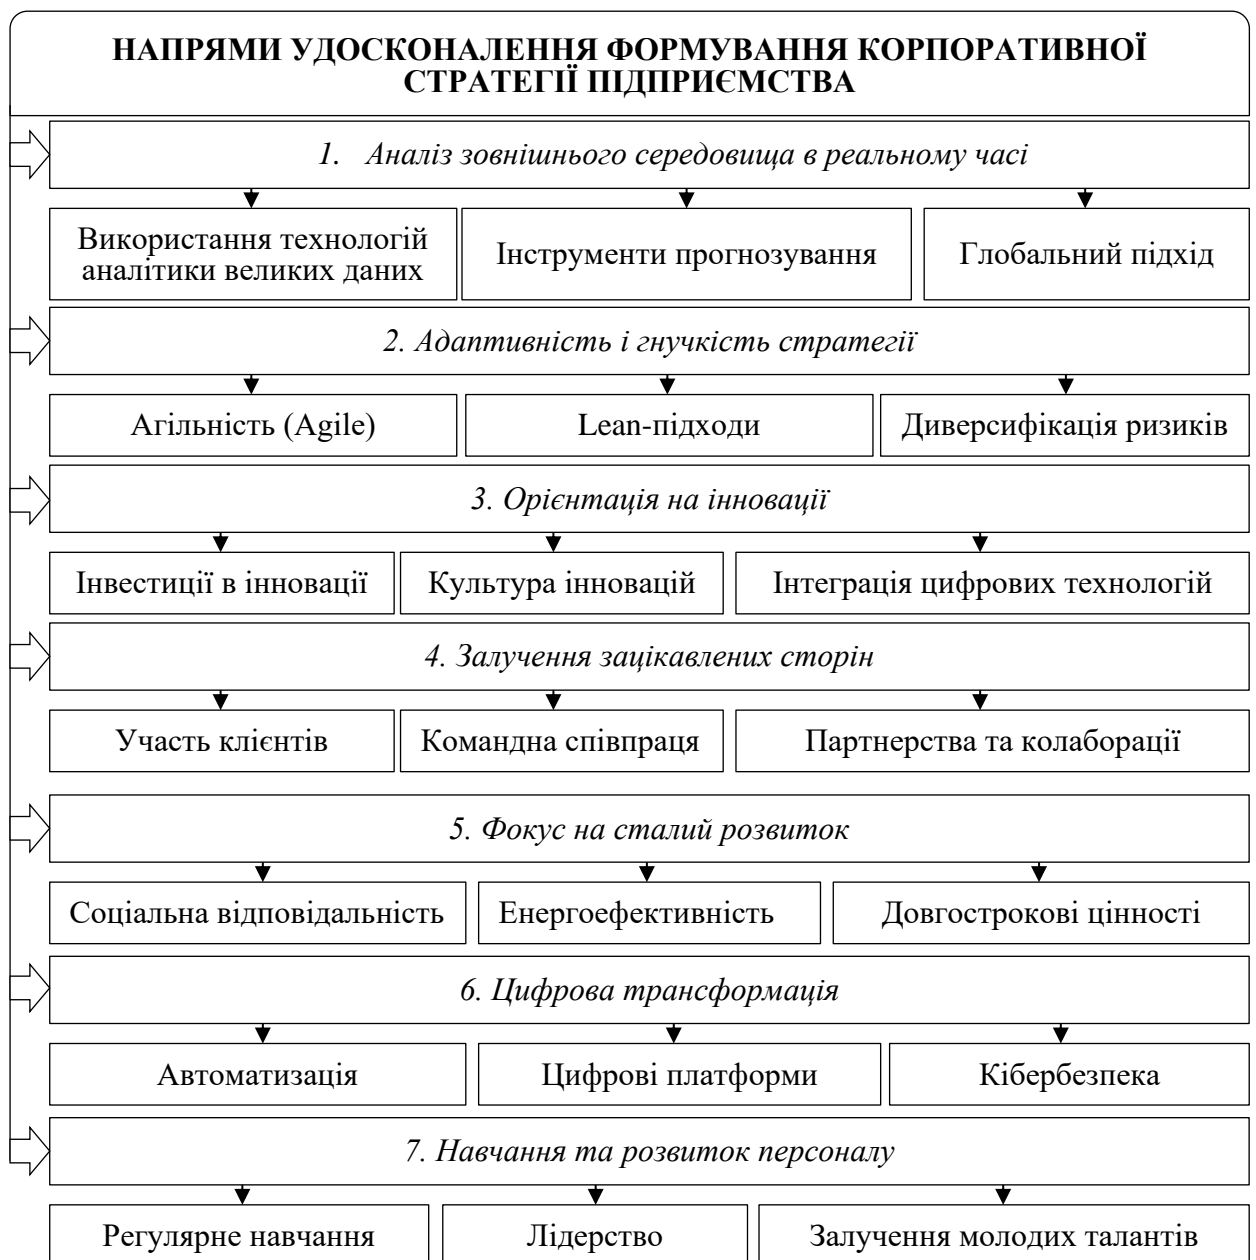 НАПРЯМИ УДОСКОНАЛЕННЯ ФОРМУВАННЯ КОРПОРАТИВНОЇ
СТРАТЕГІЇ ПІДПРИЄМСТВА
1. Аналіз зовнішнього середовища в реальному часі
Використання технологій
аналітики великих даних
Інструменти прогнозування
Глобальний підхід
2. Адаптивність і гнучкість стратегії
Агільність (Agile)
Lean-підходи
Диверсифікація ризиків
3. Орієнтація на інновації
Інвестиції в інновації
Культура інновацій
Інтеграція цифрових технологій
4. Залучення зацікавлених сторін
Участь клієнтів
Командна співпраця
Партнерства та колаборації
5. Фокус на сталий розвиток
Соціальна відповідальність
Енергоефективність
Довгострокові цінності
6. Цифрова трансформація
Автоматизація
Цифрові платформи
Кібербезпека
7. Навчання та розвиток персоналу
Регулярне навчання
Лідерство
Залучення молодих талантів